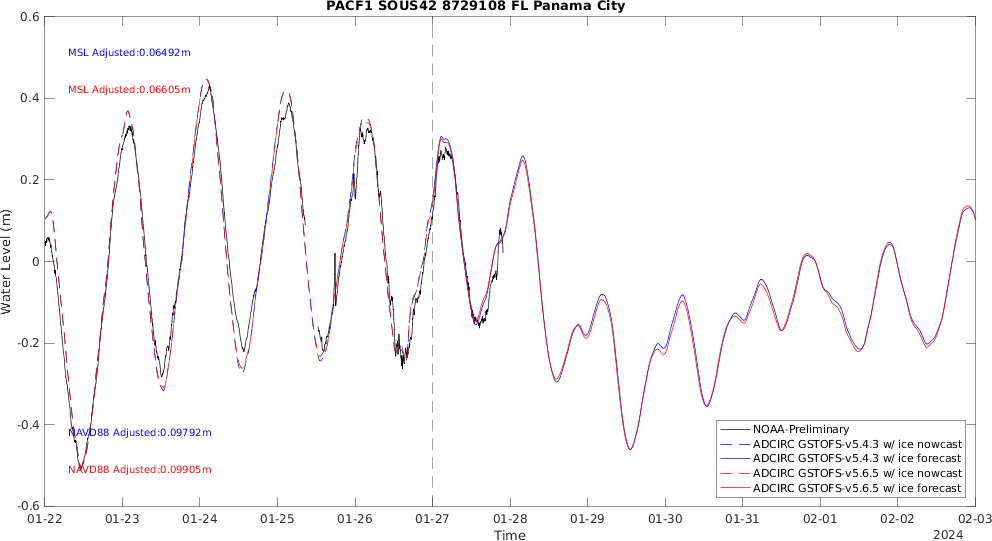 PACF1 SOUS42 8729108 FL Panama City
0.6
MSL Adjusted:0.06492m
MSL Adjusted:0.06605m
0.4
0.2
0
-0.2
-0.4
-0.6
Water Level (m)
NAVD88 Adjusted:0.09792m
NAVD88 Adjusted:0.09905m
NOAA-Preliminary
ADCIRC GSTOFS-v5.4.3 w/ ice nowcast
ADCIRC GSTOFS-v5.4.3 w/ ice forecast
ADCIRC GSTOFS-v5.6.5 w/ ice nowcast
ADCIRC GSTOFS-v5.6.5 w/ ice forecast
01-22 01-23 01-24 01-25 01-26 01-27 01-28 01-29 01-30 01-31 02-01 02-02 02-03
Time
2024